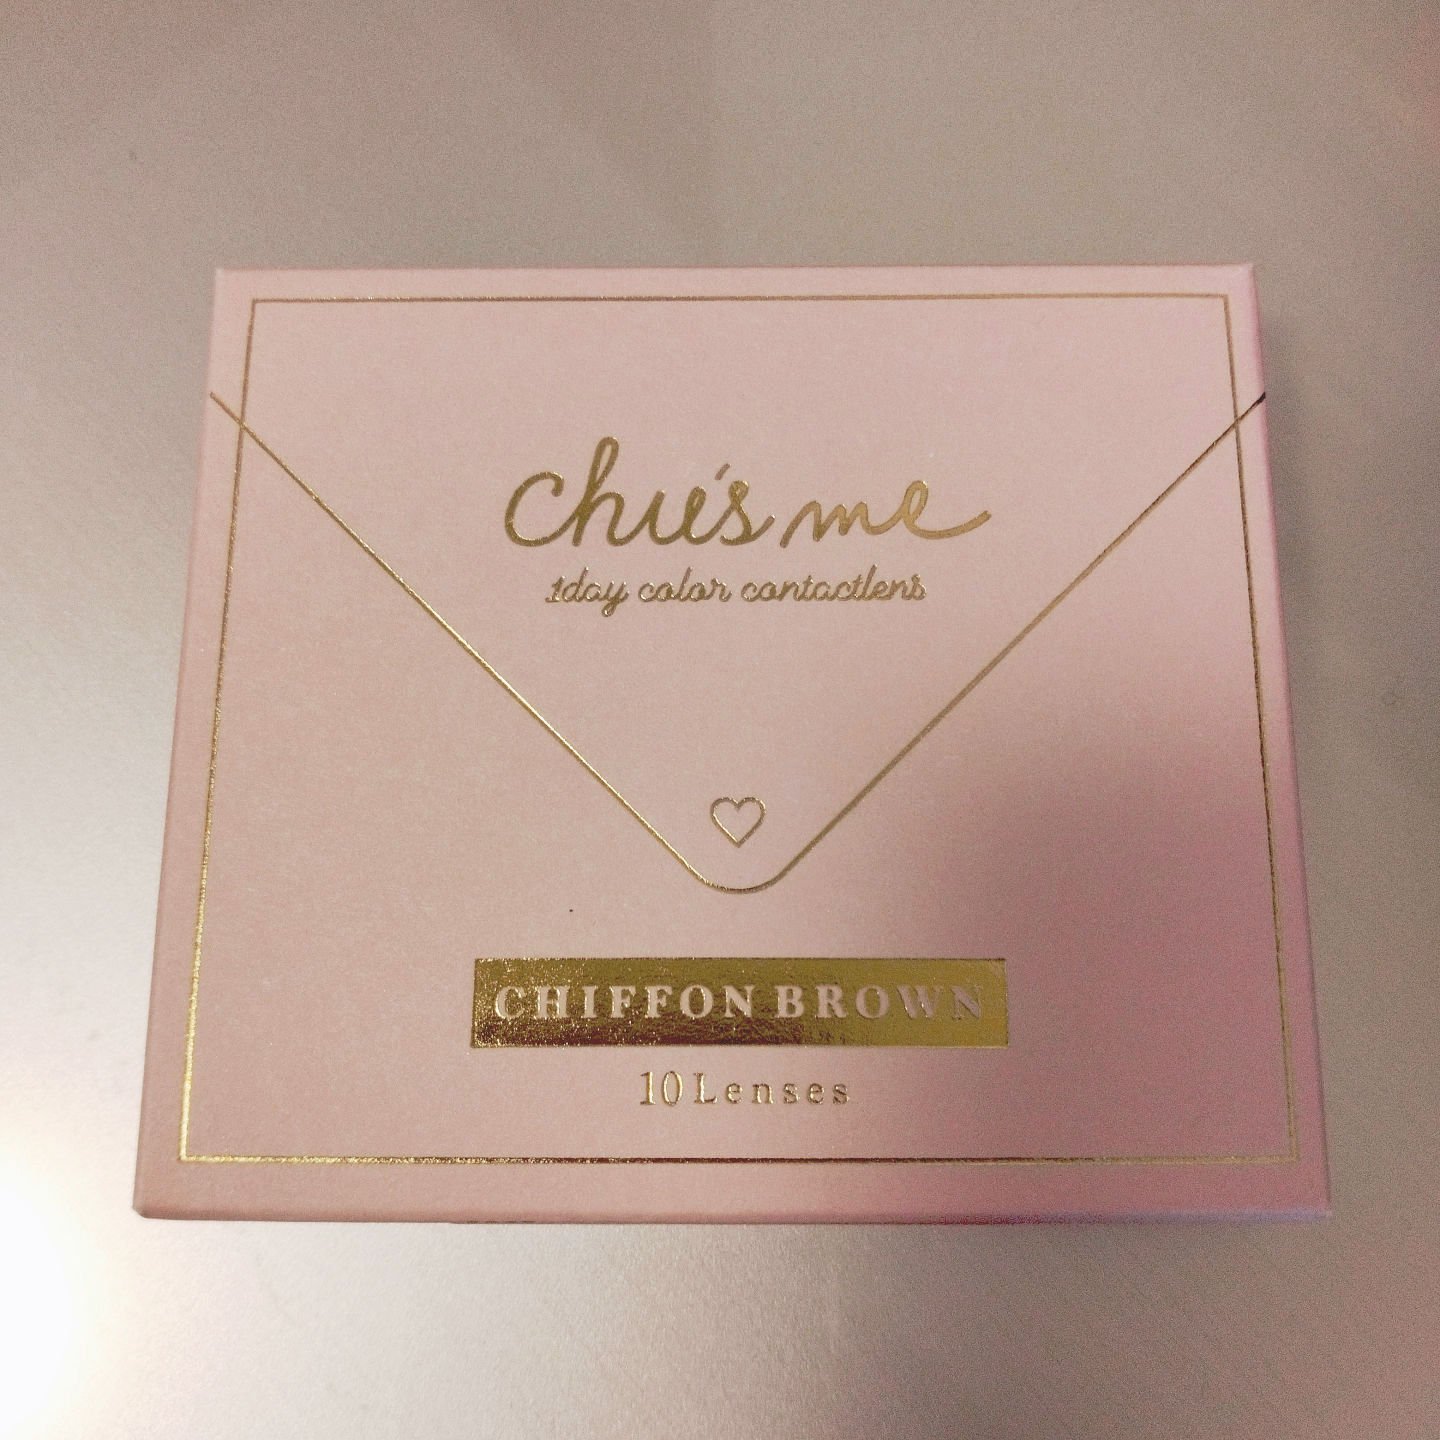 chu's me
1day color contactlens
CHIFFON BROWN
10 Lenses